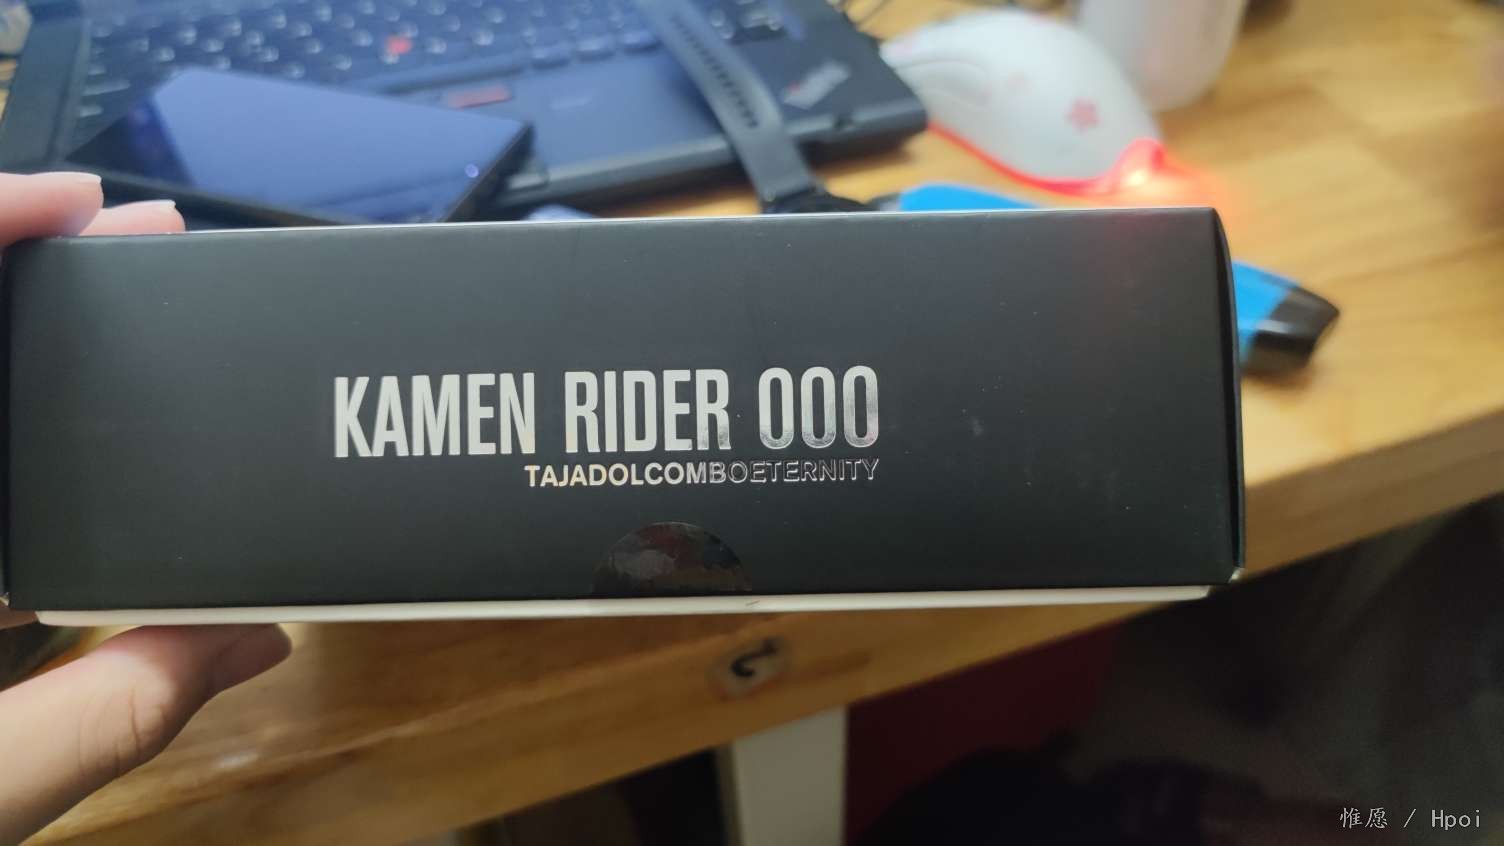 KAMEN RIDER OOO
TAJADOLCOMBOETERNITY
惟愿 / Hpoi